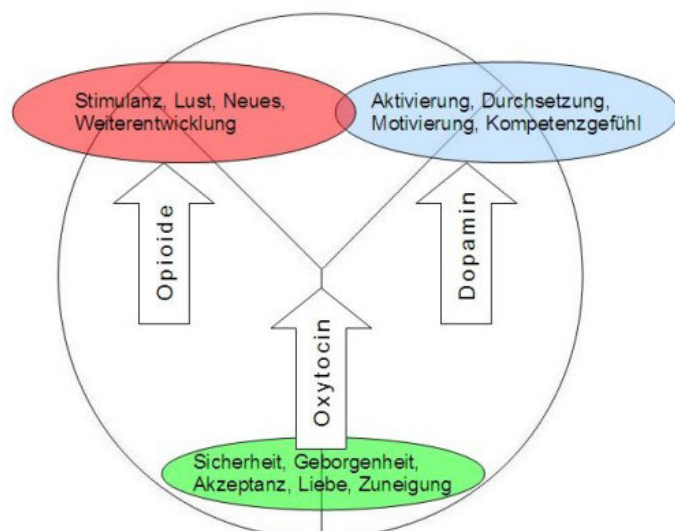 Stimulanz, Lust, Neues,
Weiterentwicklung
Aktivierung, Durchsetzung,
Motivierung, Kompetenzgefühl
Opioide
Dopamin
Oxytocin
Sicherheit, Geborgenheit,
Akzeptanz, Liebe, Zuneigung